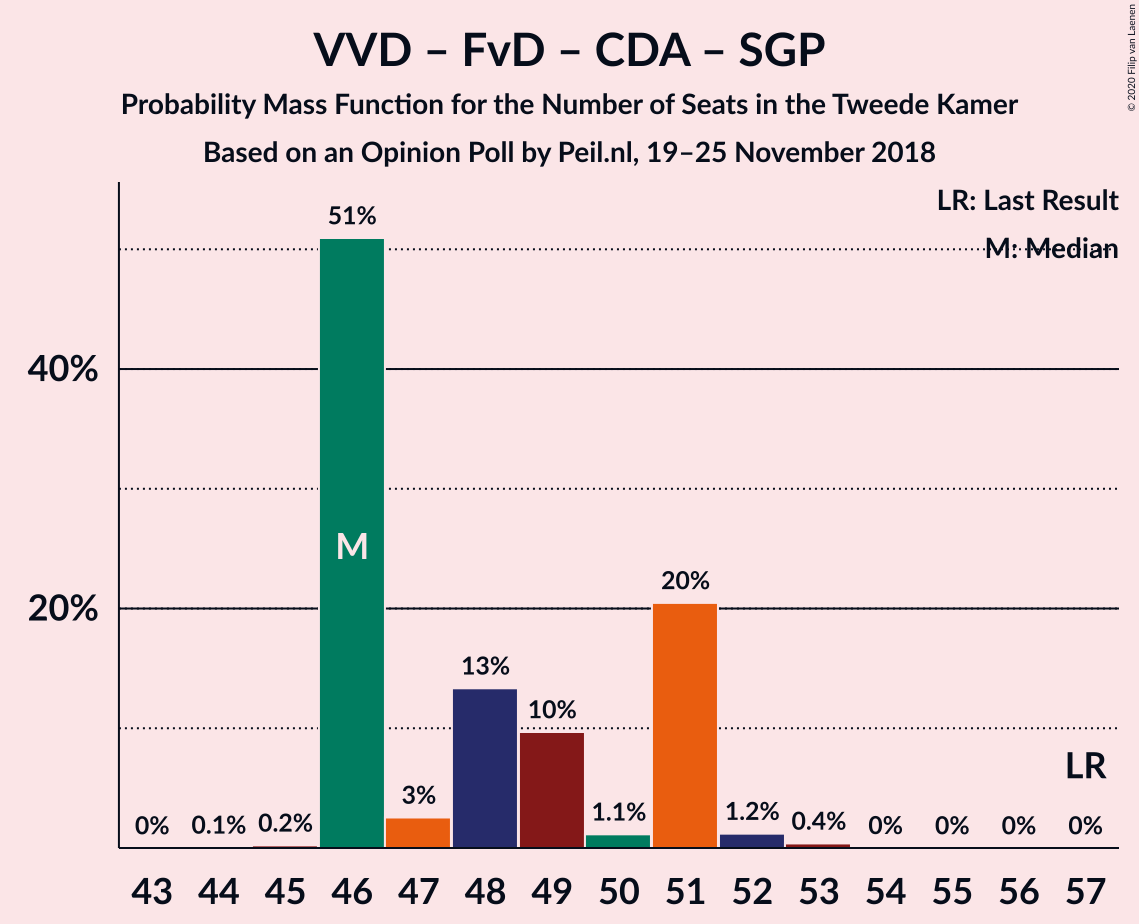 VVD – FvD – CDA – SGP
Probability Mass Function for the Number of Seats in the Tweede Kamer
Based on an Opinion Poll by Peil.nl, 19–25 November 2018
© 2020 Filip van Laenen
LR: Last Result
M: Median
51%
40%
M
20%
20%
13%
10%
LR
3%
0% 0.1% 0.2% 1.1% 1.2% 0.4% 0% 0% 0% 0%
43 44 45 46 47 48 49 50 51 52 53 54 55 56 57